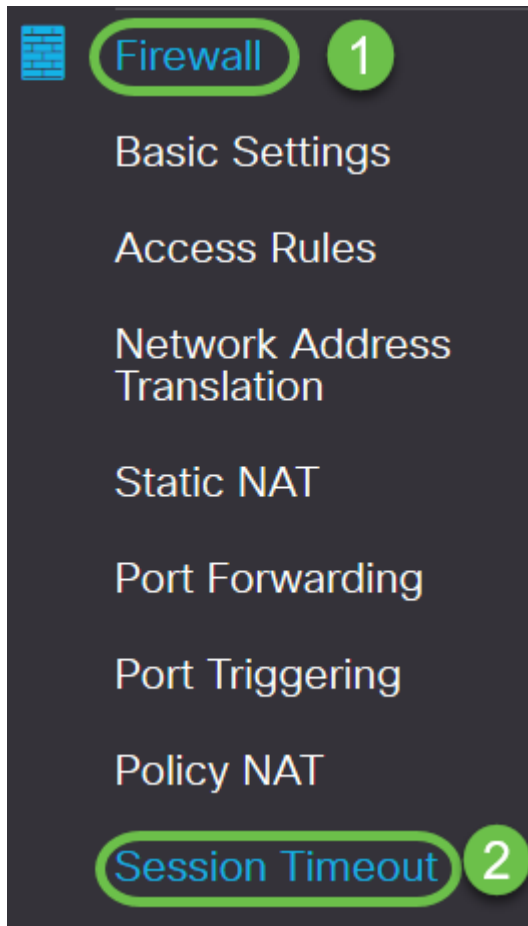 Firewall 1
Basic Settings
Access Rules
Network Address
Translation
Static NAT
Port Forwarding
Port Triggering
Policy NAT
Session Timeout 2